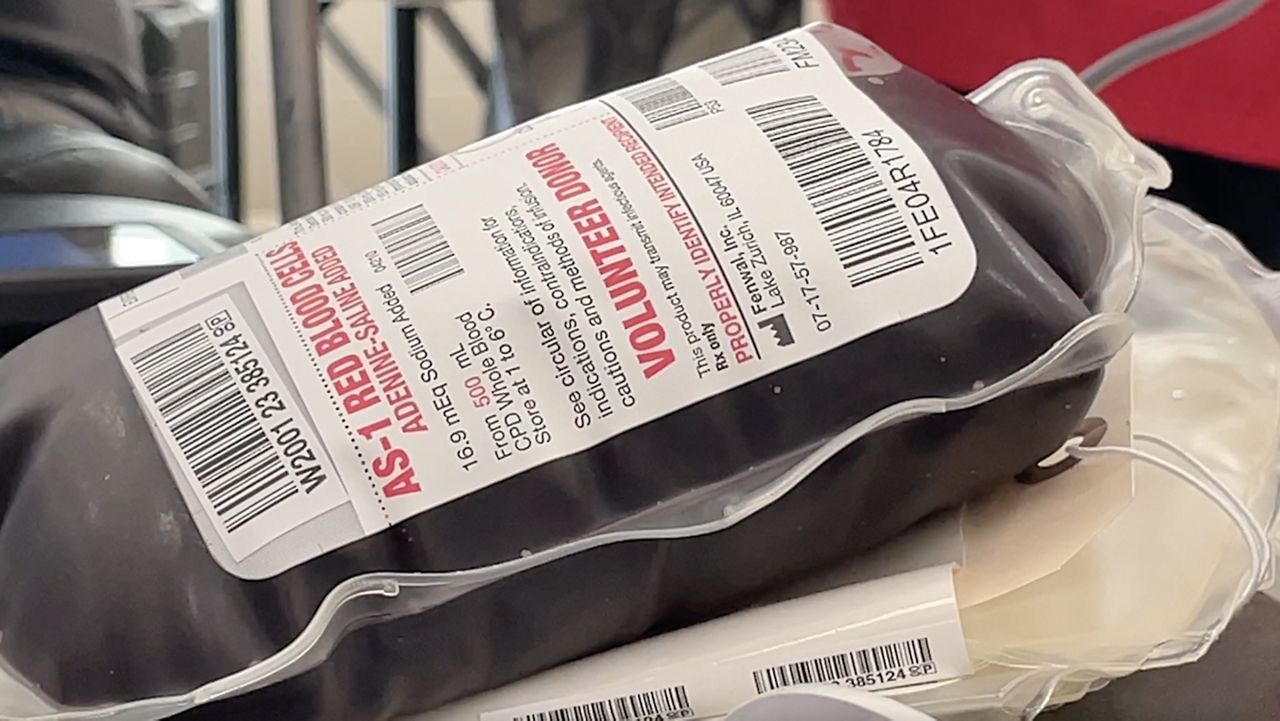 W2001 23 385124 8P
AS-1 RED BLOOD CELLS
ADENINE-SALINE ADDED
0420
16.9 mEq Sodium Added
From 500 mL
CPD Whole Blood
Store at 1 to 6°C.
See circular of information for
indications, contraindications,
cautions and methods of infusion.
VOLUNTEER DONOR
This product may transmit infectious agents.
Rx only
PROPERLY IDENTIFY INTENDED RECIPIENT
Fenwal, Inc.
Lake Zurich, IL 60047 USA
07-17-57-987
1FE04R1784
385124 8P